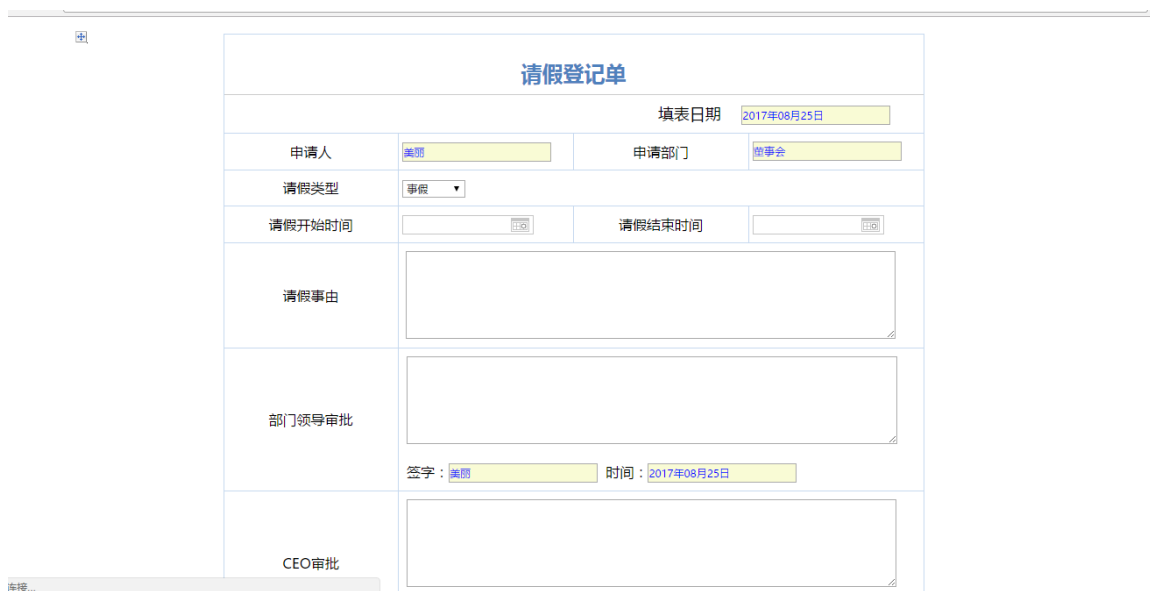 请假登记单
填表日期 2017年08月25日
申请人 美丽 申请部门 董事会
请假类型 事假
请假开始时间 请假结束时间
请假事由
部门领导审批
签字：美丽 时间：2017年08月25日
CEO审批
连接...